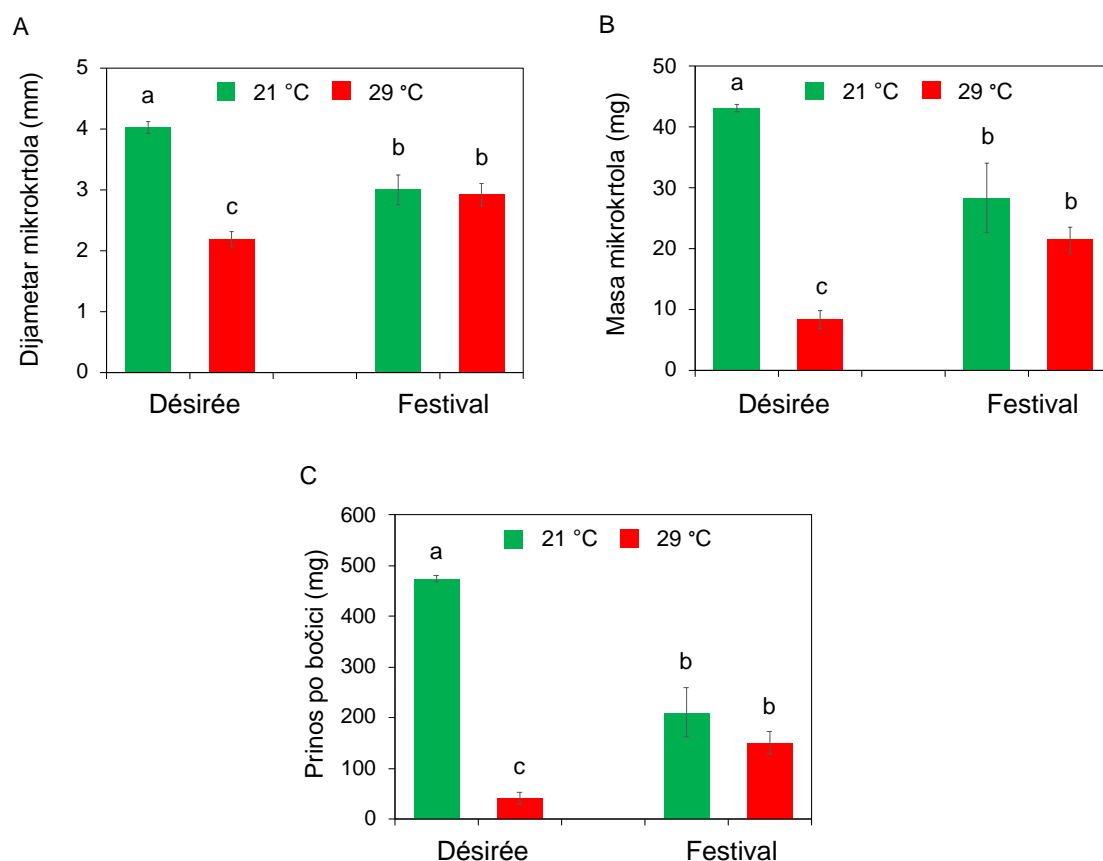 A
Dijametar mikrokrtola (mm)
5
4
3
2
1
0
21 °C 29 °C
a
c
b
b
Désirée Festival
B
Masa mikrokrtola (mg)
50
40
30
20
10
0
21 °C 29 °C
a
c
b
b
Désirée Festival
C
Prinos po bočici (mg)
600
500
400
300
200
100
0
21 °C 29 °C
a
c
b
b
Désirée Festival